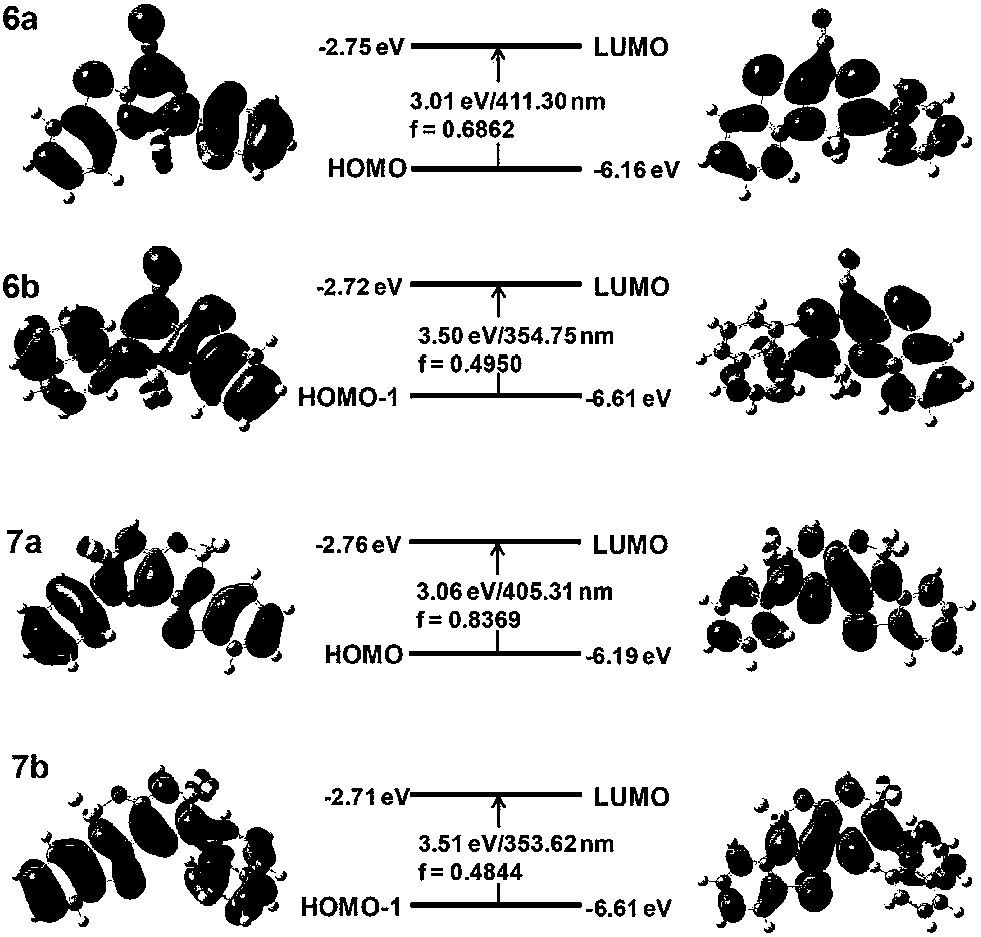 6a
-2.75 eV
LUMO
3.01 eV/411.30 nm
f = 0.6862
HOMO
-6.16 eV
6b
-2.72 eV
LUMO
3.50 eV/354.75 nm
f = 0.4950
HOMO-1
-6.61 eV
7a
-2.76 eV
LUMO
3.06 eV/405.31 nm
f = 0.8369
HOMO
-6.19 eV
7b
-2.71 eV
LUMO
3.51 eV/353.62 nm
f = 0.4844
HOMO-1
-6.61 eV